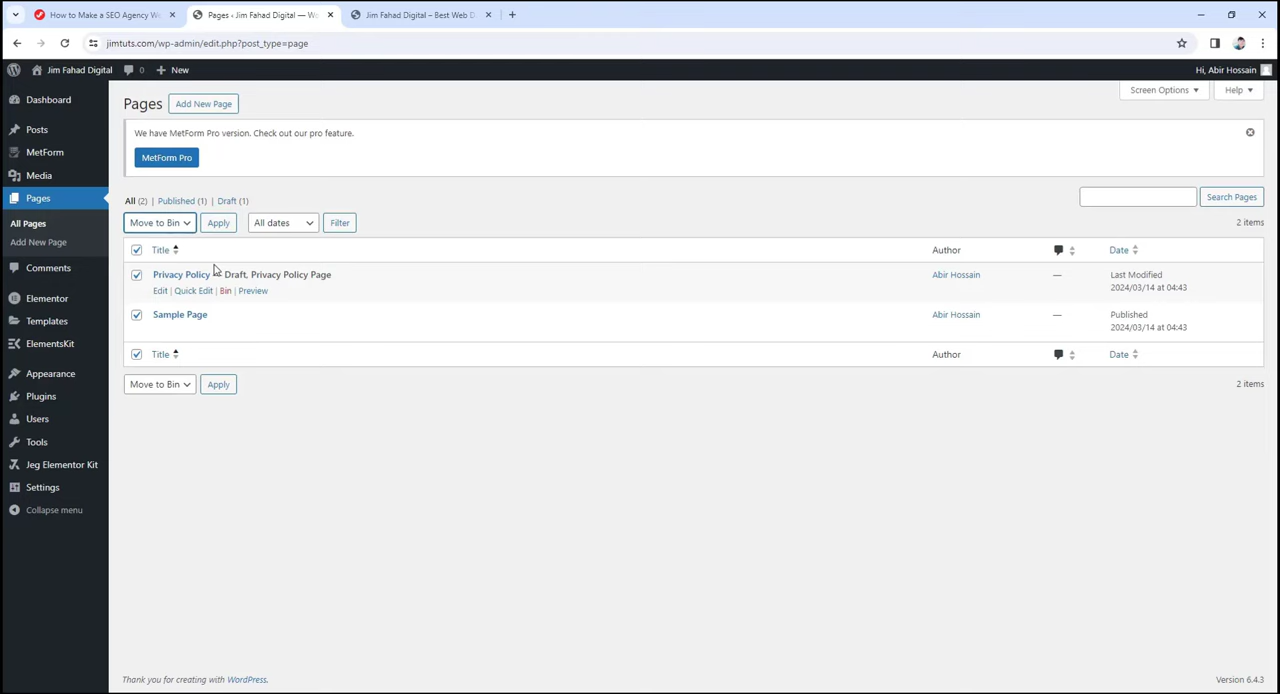 How to Make a SEO Agency We
Pages ‹ Jim Fahad Digital — Wo
Jim Fahad Digital – Best Web D
jimtuts.com/wp-admin/edit.php?post_type=page
Jim Fahad Digital
0
New
Hi, Abir Hossain
Dashboard
Posts
MetForm
Media
Pages
All Pages
Add New Page
Comments
Elementor
Templates
ElementsKit
Appearance
Plugins
Users
Tools
Jeg Elementor Kit
Settings
Collapse menu
Screen Options
Help
Pages
Add New Page
We have MetForm Pro version. Check out our pro feature.
MetForm Pro
All (2) | Published (1) | Draft (1)
Search Pages
Move to Bin
Apply
All dates
Filter
2 items
Title
Author
Date
Privacy Policy — Draft, Privacy Policy Page
Edit | Quick Edit | Bin | Preview
Abir Hossain
—
Last Modified
2024/03/14 at 04:43
Sample Page
Abir Hossain
—
Published
2024/03/14 at 04:43
Title
Author
Date
Move to Bin
Apply
2 items
Thank you for creating with WordPress.
Version 6.4.3